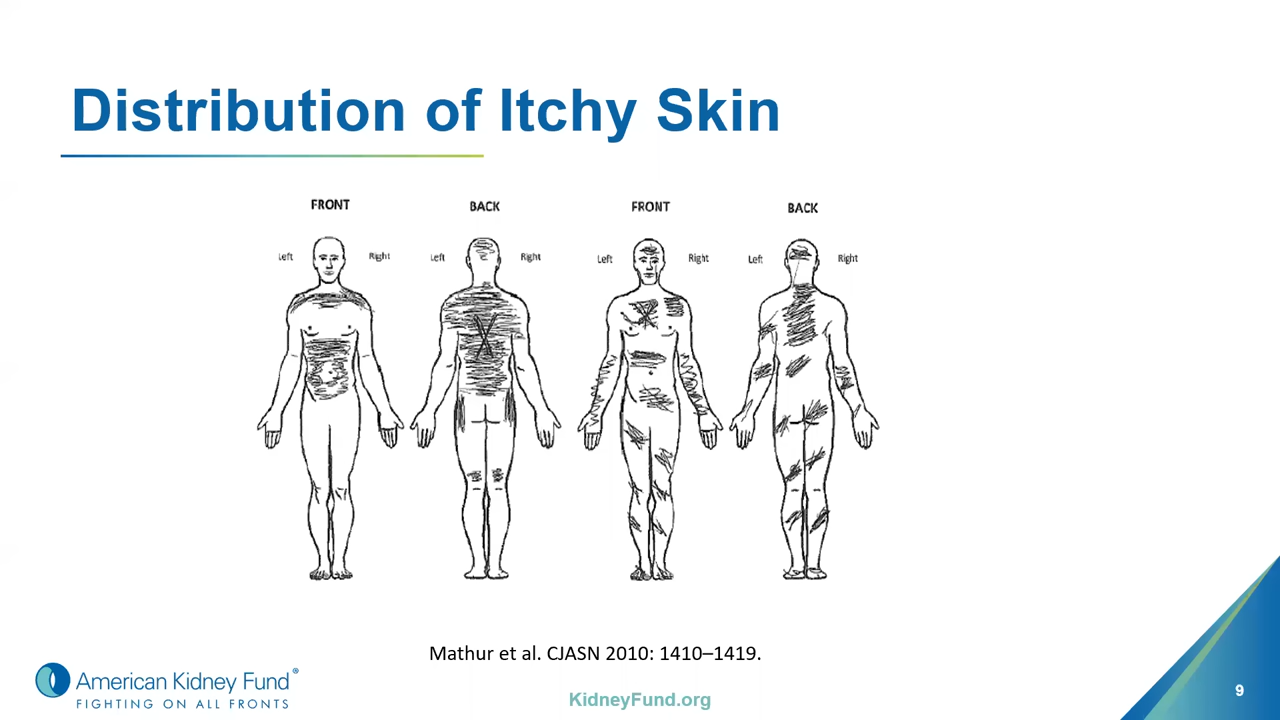 Distribution of Itchy Skin
FRONT
BACK
FRONT
BACK
Left
Right
Left
Right
Left
Right
Left
Right
Mathur et al. CJASN 2010: 1410–1419.
American Kidney Fund®
FIGHTING ON ALL FRONTS
KidneyFund.org
9